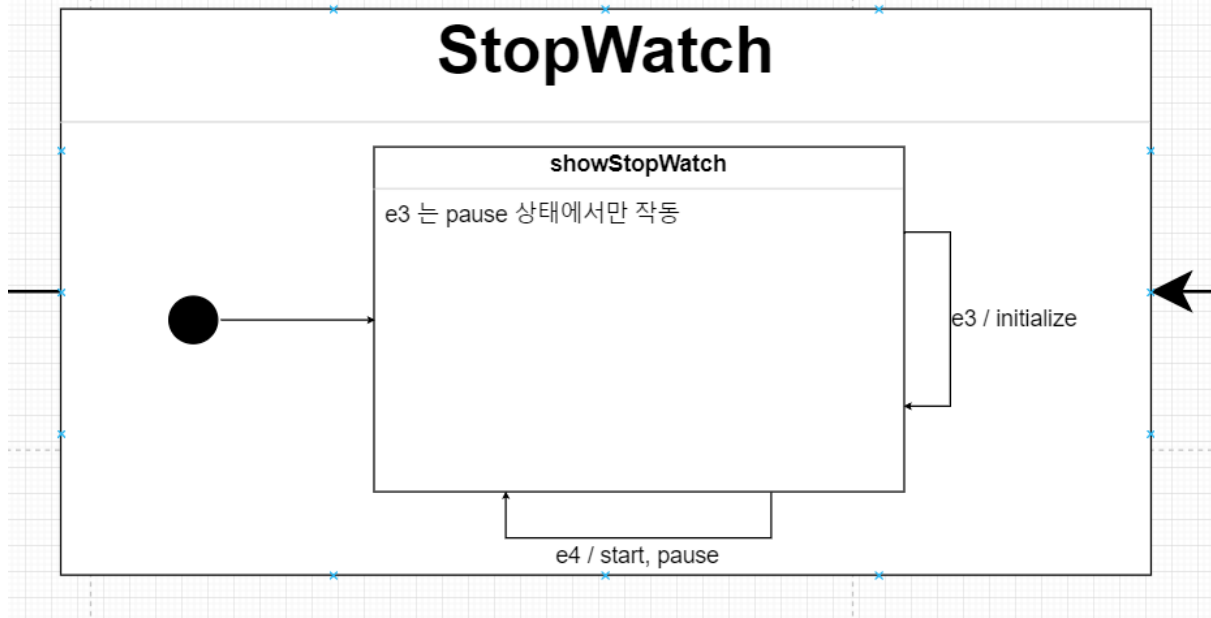 StopWatch
showStopWatch
e3 는 pause 상태에서만 작동
e3 / initialize
e4 / start, pause